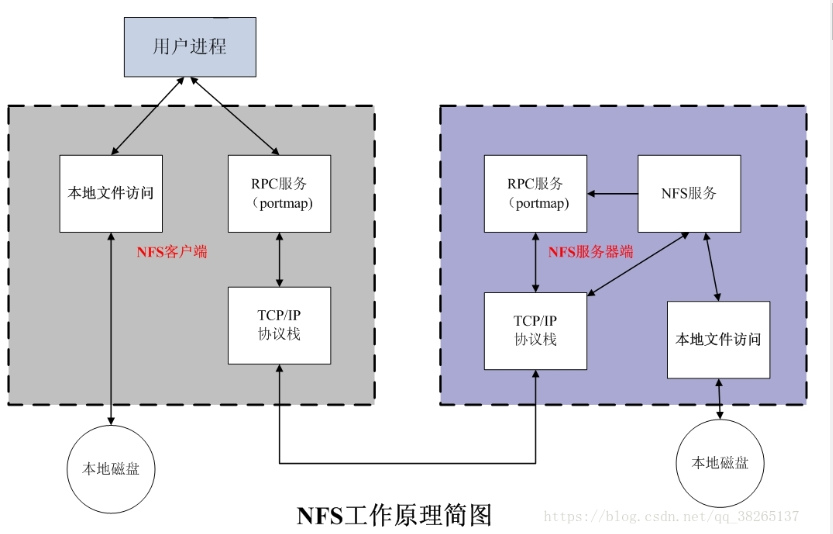 用户进程
本地文件访问
RPC服务
（portmap)
NFS客户端
TCP/IP
协议栈
本地磁盘
RPC服务
（portmap)
NFS服务
NFS服务器端
TCP/IP
协议栈
本地文件访问
本地磁盘
NFS工作原理简图
https://blog.csdn.net/qq_38265137